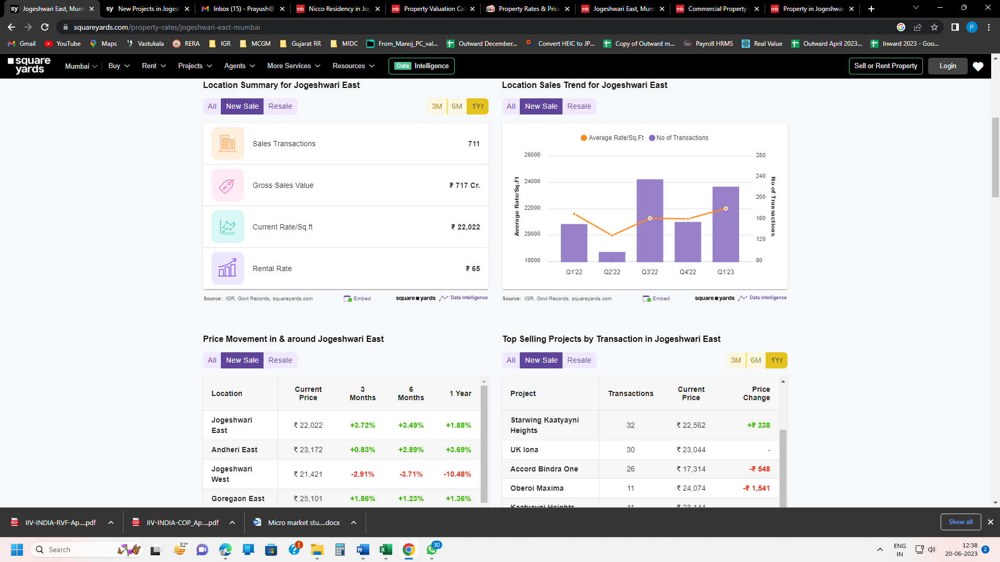 Jogeshwari East, Mum
New Projects in Joges
Inbox (15) - Prayush@
Nicco Residency in Jog
Property Valuation Cal
Property Rates & Price
Jogeshwari East, Mum
Commercial Property
Property in Jogeshwar
squareyards.com/property-rates/jogeshwari-east-mumbai
P
Gmail YouTube Maps Vastukala RERA IGR MCGM Gujarat RR MIDC From_Manoj_PC_val... Outward December... Convert HEIC to JP... Copy of Outward m... Payroll HRMS Real Value Outward April 2023... Inward 2023 - Goo...
square yards
Mumbai Buy Rent Projects Agents More Services Resources Data Intelligence Sell or Rent Property Login
Location Summary for Jogeshwari East
All New Sale Resale 3M 6M 1Yr
Sales Transactions 711
Gross Sales Value ₹ 717 Cr.
Current Rate/Sq.ft ₹ 22,022
Rental Rate ₹ 65
Source: IGR, Govt Records, squareyards.com Embed square yards Data Intelligence
Location Sales Trend for Jogeshwari East
All New Sale Resale
Average Rate/Sq.Ft No of Transactions
Average Rate/Sq.Ft
26000
24000
22000
20000
18000
280
240
200
160
120
80
No of Transactions
Q1'22 Q2'22 Q3'22 Q4'22 Q1'23
Source: IGR, Govt Records, squareyards.com Embed square yards Data Intelligence
Price Movement in & around Jogeshwari East
All New Sale Resale
Location Current Price 3 Months 6 Months 1 Year
Jogeshwari East ₹ 22,022 +3.72% +3.49% +1.88%
Andheri East ₹ 23,172 +0.83% +2.89% +3.69%
Jogeshwari West ₹ 21,421 -2.91% -3.71% -10.48%
Goregaon East ₹ 25,101 +1.86% +1.23% +1.36%
Top Selling Projects by Transaction in Jogeshwari East
All New Sale Resale 3M 6M 1Yr
Project Transactions Current Price Price Change
Starwing Kaatyayni Heights 32 ₹ 22,562 +₹ 238
UK Iona 30 ₹ 23,044 -
Accord Bindra One 26 ₹ 17,314 -₹ 548
Oberoi Maxima 11 ₹ 24,074 -₹ 1,541
Kaatyayni Heights 11 ₹ 23,144
IIV-INDIA-RVF-Ap....pdf IIV-INDIA-COP_Ap....pdf Micro market stu....docx Show all
Search 32° 30 ENG IN 12:38 20-06-2023 2